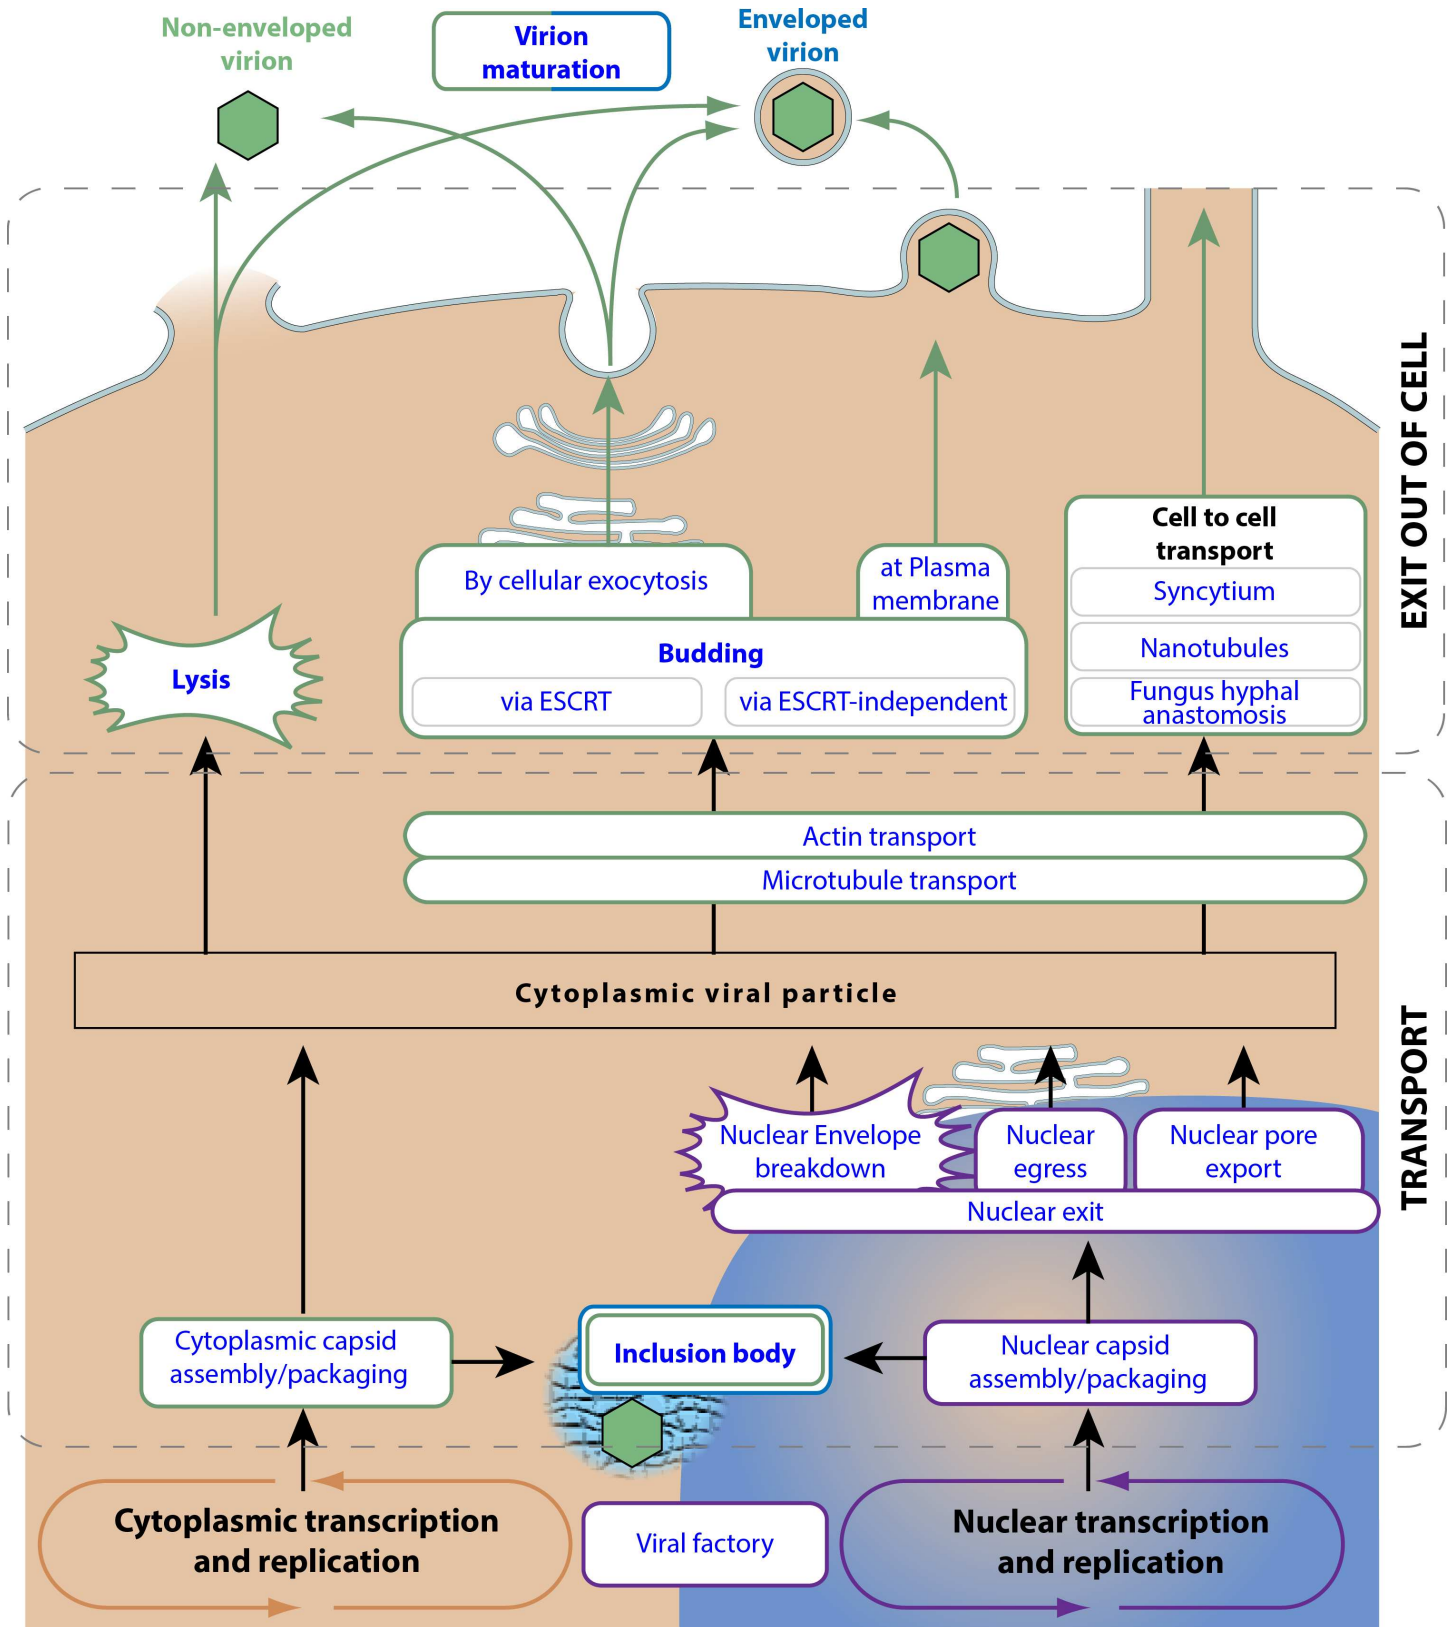 Non-enveloped
virion
Virion
maturation
Enveloped
virion
EXIT OUT OF CELL
Cell to cell
transport
Syncytium
Nanotubules
Fungus hyphal
anastomosis
By cellular exocytosis
at Plasma
membrane
Budding
via ESCRT
via ESCRT-independent
Lysis
Actin transport
Microtubule transport
Cytoplasmic viral particle
TRANSPORT
Nuclear Envelope
breakdown
Nuclear
egress
Nuclear pore
export
Nuclear exit
Cytoplasmic capsid
assembly/packaging
Inclusion body
Nuclear capsid
assembly/packaging
Cytoplasmic transcription
and replication
Viral factory
Nuclear transcription
and replication